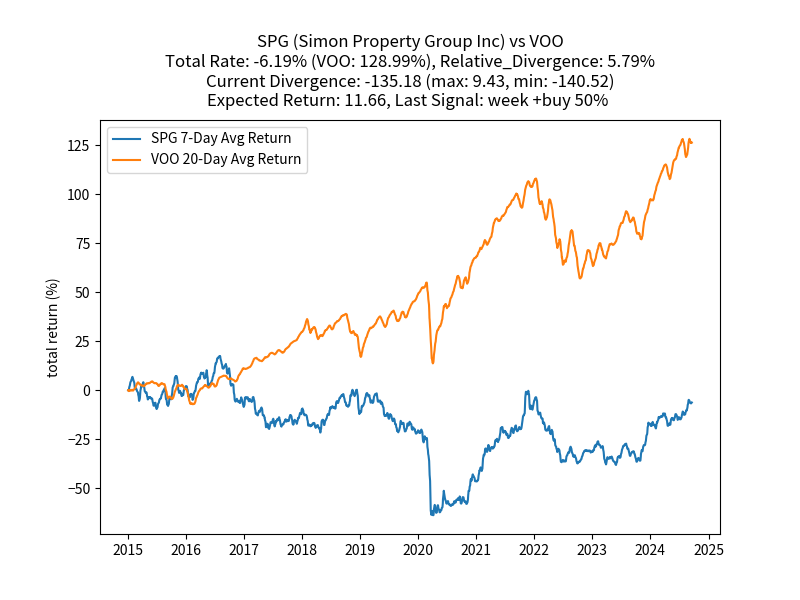 SPG (Simon Property Group Inc) vs VOO
Total Rate: -6.19% (VOO: 128.99%), Relative_Divergence: 5.79%
Current Divergence: -135.18 (max: 9.43, min: -140.52)
Expected Return: 11.66, Last Signal: week +buy 50%
SPG 7-Day Avg Return
VOO 20-Day Avg Return
total return (%)
125
100
75
50
25
0
−25
−50
2015 2016 2017 2018 2019 2020 2021 2022 2023 2024 2025